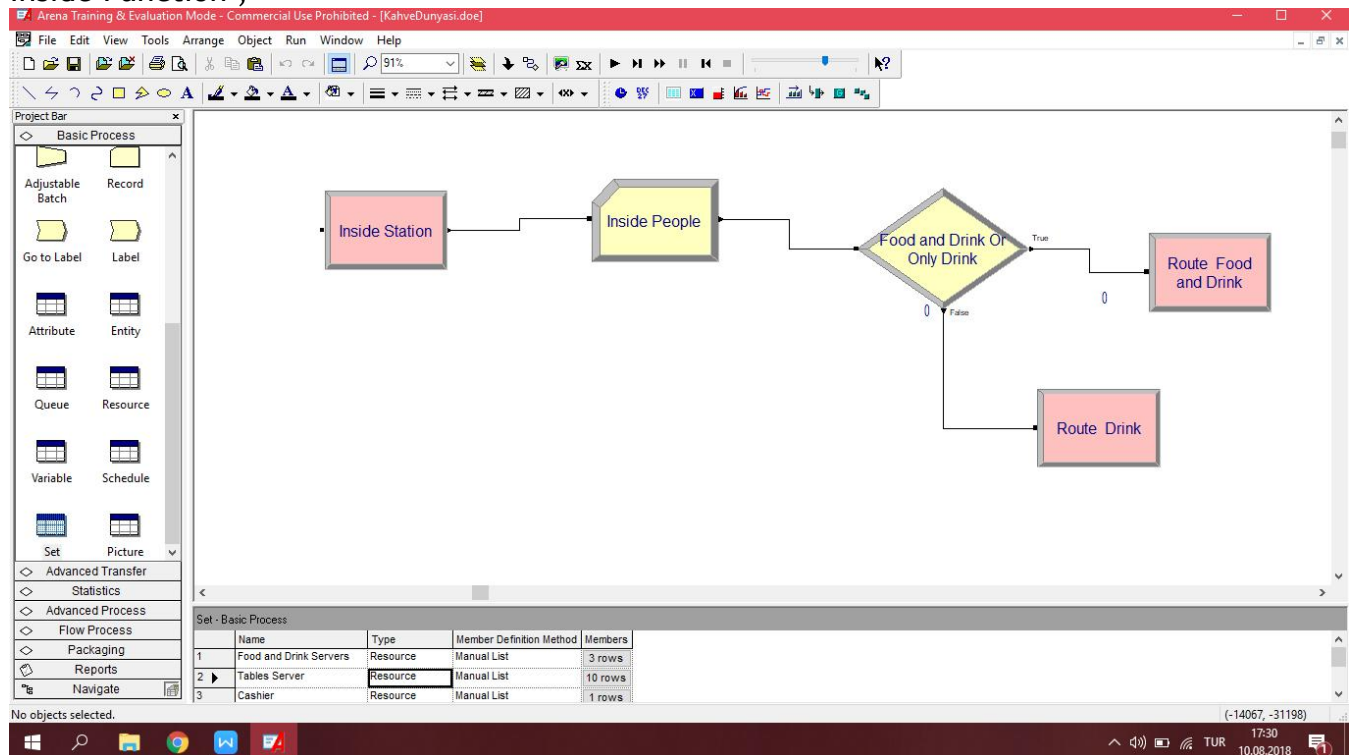 Inside Function ;
Arena Training & Evaluation Mode - Commercial Use Prohibited - [KahveDunyasi.doe]
File Edit View Tools Arrange Object Run Window Help
91%
Project Bar
Basic Process
Adjustable Batch
Record
Go to Label
Label
Attribute
Entity
Queue
Resource
Variable
Schedule
Set
Picture
Advanced Transfer
Statistics
Advanced Process
Flow Process
Packaging
Reports
Navigate
Inside Station
Inside People
Food and Drink Or
Only Drink
True
0
False
0
Route Food
and Drink
Route Drink
Set - Basic Process
Name Type Member Definition Method Members
1 Food and Drink Servers Resource Manual List 3 rows
2 Tables Server Resource Manual List 10 rows
3 Cashier Resource Manual List 1 rows
No objects selected.
(-14067, -31198)
TUR
17:30
10.08.2018